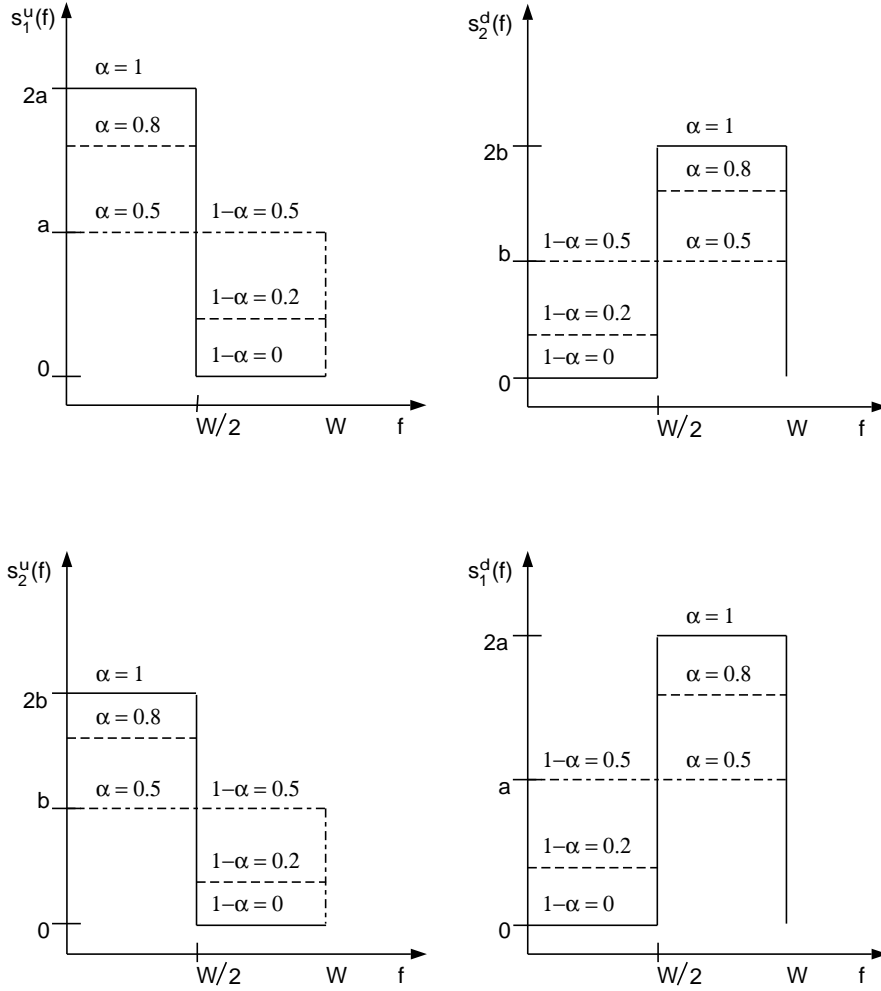 s₁ᵘ(f)
α = 1
2a
α = 0.8
α = 0.5
1−α = 0.5
a
1−α = 0.2
1−α = 0
0
W/2
W
f
s₂ᵈ(f)
α = 1
2b
α = 0.8
1−α = 0.5
α = 0.5
b
1−α = 0.2
1−α = 0
0
W/2
W
f
s₂ᵘ(f)
α = 1
2b
α = 0.8
α = 0.5
1−α = 0.5
b
1−α = 0.2
1−α = 0
0
W/2
W
f
s₁ᵈ(f)
α = 1
2a
α = 0.8
1−α = 0.5
α = 0.5
a
1−α = 0.2
1−α = 0
0
W/2
W
f